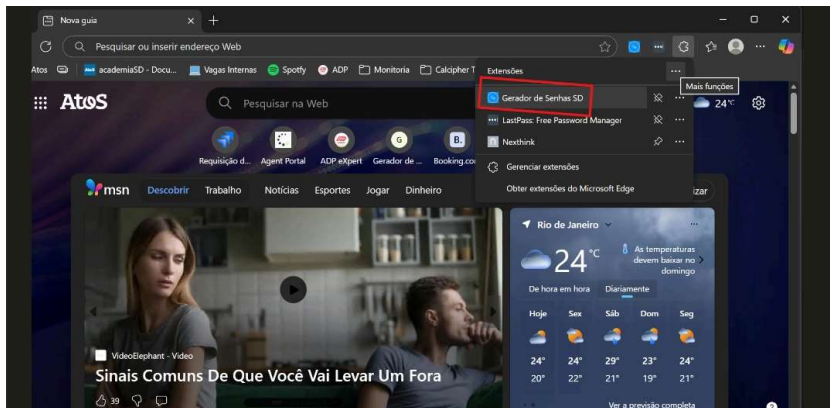 Nova guia
Pesquisar ou inserir endereço Web
Atos
academiaSD - Docu...
Vagas Internas
Spotfy
ADP
Monitoria
Calcipher T
Extensões
Mais funções
Gerador de Senhas SD
LastPass: Free Password Manager
Nexthink
Gerenciar extensões
Obter extensões do Microsoft Edge
Atos
Pesquisar na Web
24°C
Requisição d...
Agent Portal
ADP eXpert
G
Gerador de ...
B.
Booking.co
msn
Descobrir
Trabalho
Notícias
Esportes
Jogar
Dinheiro
izar
Rio de Janeiro
24°C
As temperaturas
devem baixar no
domingo
De hora em hora
Diariamente
Hoje Sex Sáb Dom Seg
24° 24° 29° 23° 24°
20° 22° 21° 19° 21°
Ver a previsão completa
VideoElephant - Video
Sinais Comuns De Que Você Vai Levar Um Fora
39